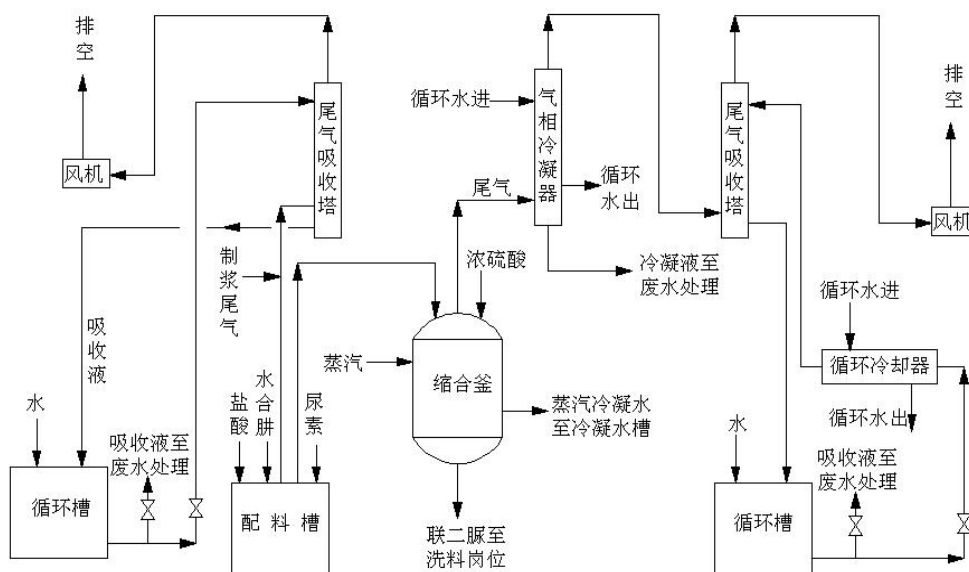 排空
风机
尾气吸收塔
制浆尾气
吸收液
水
循环槽
吸收液至
废水处理
盐酸
水合肼
尿素
配料槽
蒸汽
浓硫酸
缩合釜
蒸汽冷凝水
至冷凝水槽
联二脲至
洗料岗位
尾气
循环水进
气相冷凝器
循环
水出
冷凝液至
废水处理
尾气吸收塔
排空
风机
循环水进
循环冷却器
循环水出
水
循环槽
吸收液至
废水处理